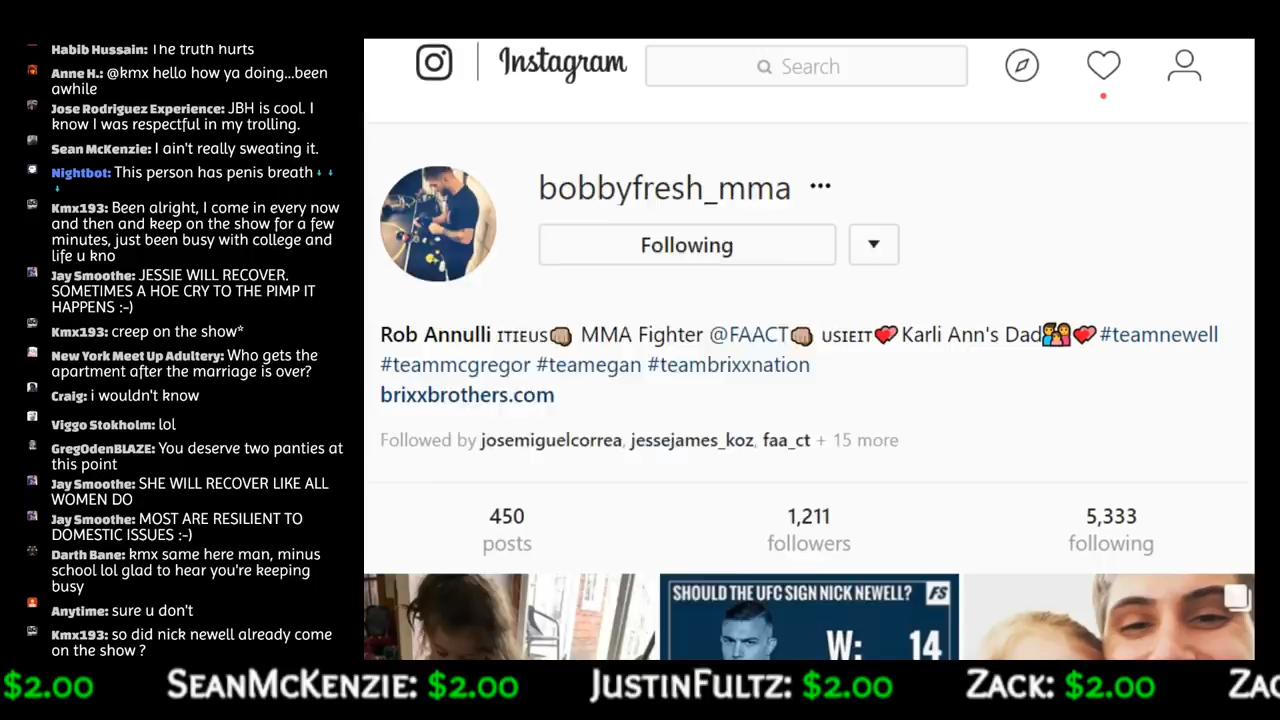 Habib Hussain: The truth hurts
Anne H.: @kmx hello how ya doing...been
awhile
Jose Rodriguez Experience: JBH is cool. I
know I was respectful in my trolling.
Sean McKenzie: I ain't really sweating it.
Nightbot: This person has penis breath
Kmx193: Been alright, I come in every now
and then and keep on the show for a few
minutes, just been busy with college and
life u kno
Jay Smoothe: JESSIE WILL RECOVER.
SOMETIMES A HOE CRY TO THE PIMP IT
HAPPENS :-)
Kmx193: creep on the show*
New York Meet Up Adultery: Who gets the
apartment after the marriage is over?
Craig: i wouldn't know
Viggo Stokholm: lol
GregOdenBLAZE: You deserve two panties at
this point
Jay Smoothe: SHE WILL RECOVER LIKE ALL
WOMEN DO
Jay Smoothe: MOST ARE RESILIENT TO
DOMESTIC ISSUES :-)
Darth Bane: kmx same here man, minus
school lol glad to hear you're keeping
busy
Anytime: sure u don't
Kmx193: so did nick newell already come
on the show ?
Instagram
Search
bobbyfresh_mma
Following
Rob Annulli ɪᴛɪᴇᴜs👊🏽 MMA Fighter @FAACT👊🏽 ᴜsɪᴇɪᴛ💕Karli Ann's Dad👨‍👩‍👧💕#teamnewell
#teammcgregor #teamegan #teambrixxnation
brixxbrothers.com
Followed by josemiguelcorrea, jessejames_koz, faa_ct + 15 more
450 1,211 5,333
posts followers following
SHOULD THE UFC SIGN NICK NEWELL? FS
W: 14
$2.00 SeanMcKenzie: $2.00 JustinFultz: $2.00 Zack: $2.00 Zac